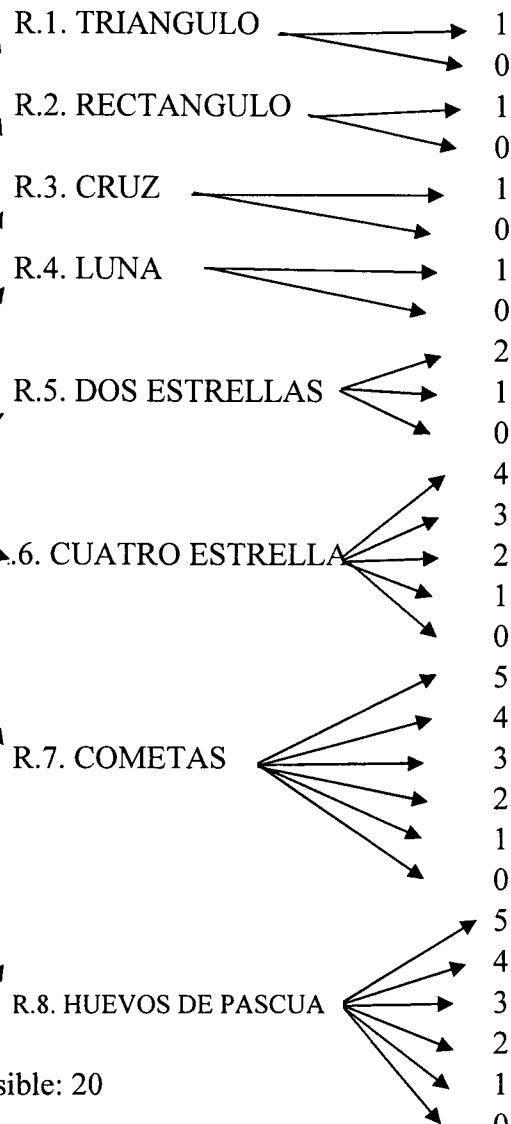 R.1. TRIANGULO 1
0
R.2. RECTANGULO 1
0
R.3. CRUZ 1
0
R.4. LUNA 1
0
2
R.5. DOS ESTRELLAS 1
0
4
3
.6. CUATRO ESTRELLA 2
1
0
5
4
R.7. COMETAS 3
2
1
0
5
4
R.8. HUEVOS DE PASCUA 3
2
sible: 20 1
0